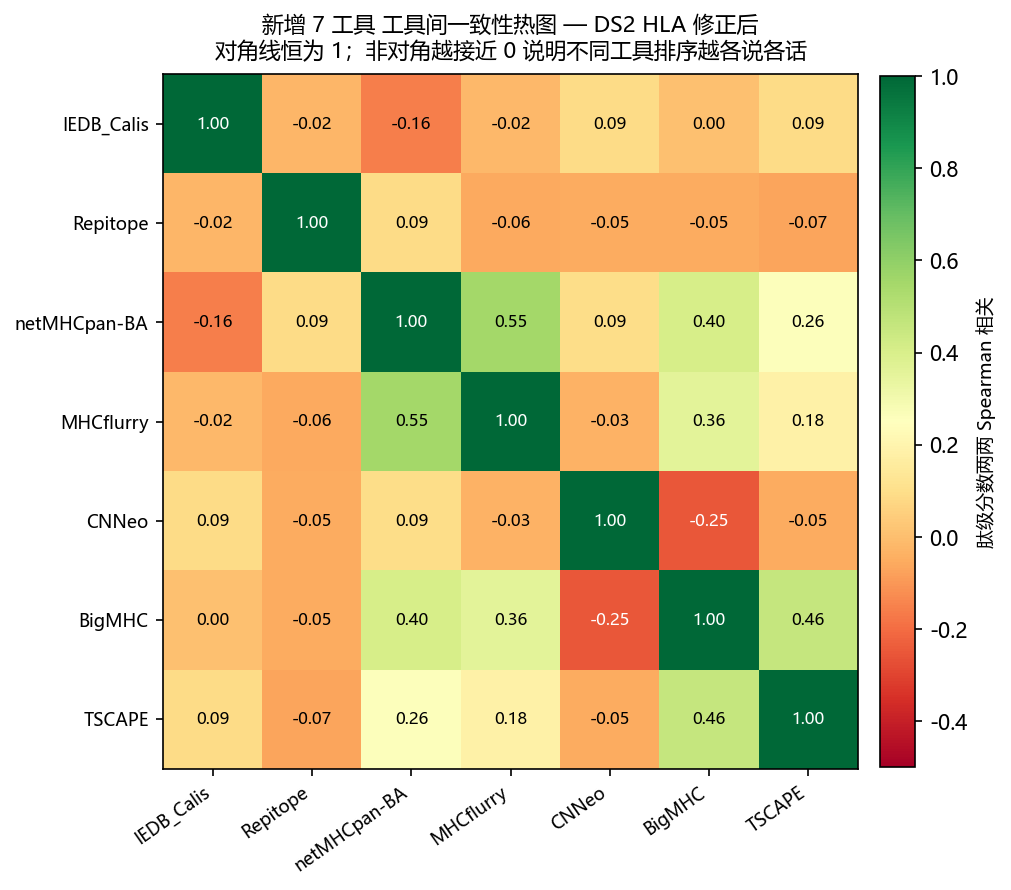 新增 7 工具 工具间一致性热图 — DS2 HLA 修正后
对角线恒为 1；非对角越接近 0 说明不同工具排序越各说各话
IEDB_Calis 1.00 -0.02 -0.16 -0.02 0.09 0.00 0.09
Repitope -0.02 1.00 0.09 -0.06 -0.05 -0.05 -0.07
netMHCpan-BA -0.16 0.09 1.00 0.55 0.09 0.40 0.26
MHCflurry -0.02 -0.06 0.55 1.00 -0.03 0.36 0.18
CNNeo 0.09 -0.05 0.09 -0.03 1.00 -0.25 -0.05
BigMHC 0.00 -0.05 0.40 0.36 -0.25 1.00 0.46
TSCAPE 0.09 -0.07 0.26 0.18 -0.05 0.46 1.00
IEDB_Calis Repitope netMHCpan-BA MHCflurry CNNeo BigMHC TSCAPE
1.0
0.8
0.6
0.4
0.2
0.0
-0.2
-0.4
肽级分数两两 Spearman 相关